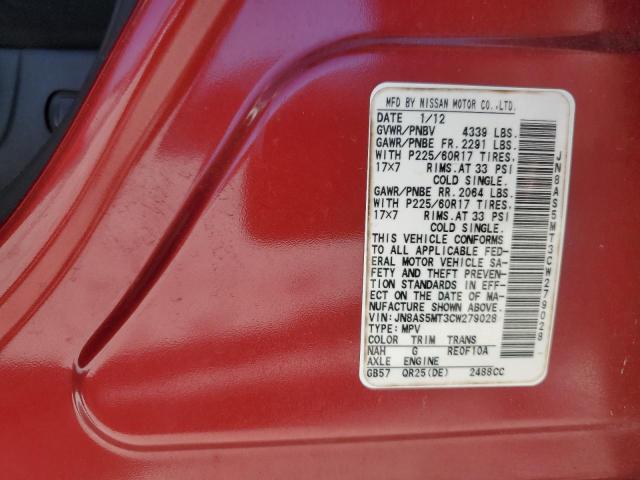 MFD BY NISSAN MOTOR CO.,LTD.
DATE 1/12
GVWR/PNBV 4339 LBS.
GAWR/PNBE FR. 2291 LBS.
WITH P225/60R17 TIRES.
17×7 RIMS. AT 33 PSI
COLD SINGLE.
GAWR/PNBE RR. 2064 LBS.
WITH P225/60R17 TIRES.
17×7 RIMS. AT 33 PSI
COLD SINGLE.
THIS VEHICLE CONFORMS
TO ALL APPLICABLE FED-
ERAL MOTOR VEHICLE SA-
FETY AND THEFT PREVEN-
TION STANDARDS IN EFF-
ECT ON THE DATE OF MA-
NUFACTURE SHOWN ABOVE.
VIN: JN8AS5MT3CW279028
TYPE: MPV
COLOR TRIM TRANS
NAH G RE0F10A
AXLE ENGINE
GB57 QR25(DE) 2488CC
JN8AS5MT3CW279028